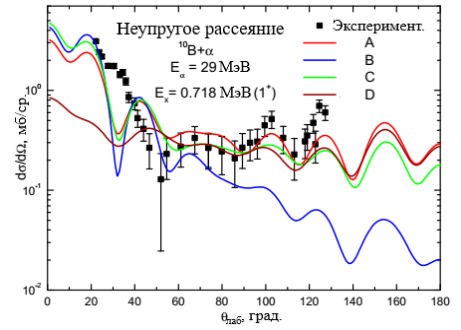 Неупругое рассеяние
¹⁰B+α
Eα = 29 МэВ
Eₓ = 0.718 МэВ (1⁺)
Эксперимент.
A
B
C
D
dσ/dΩ, мб/ср
10¹
10⁰
10⁻¹
10⁻²
0 20 40 60 80 100 120 140 160 180
θлаб, град.